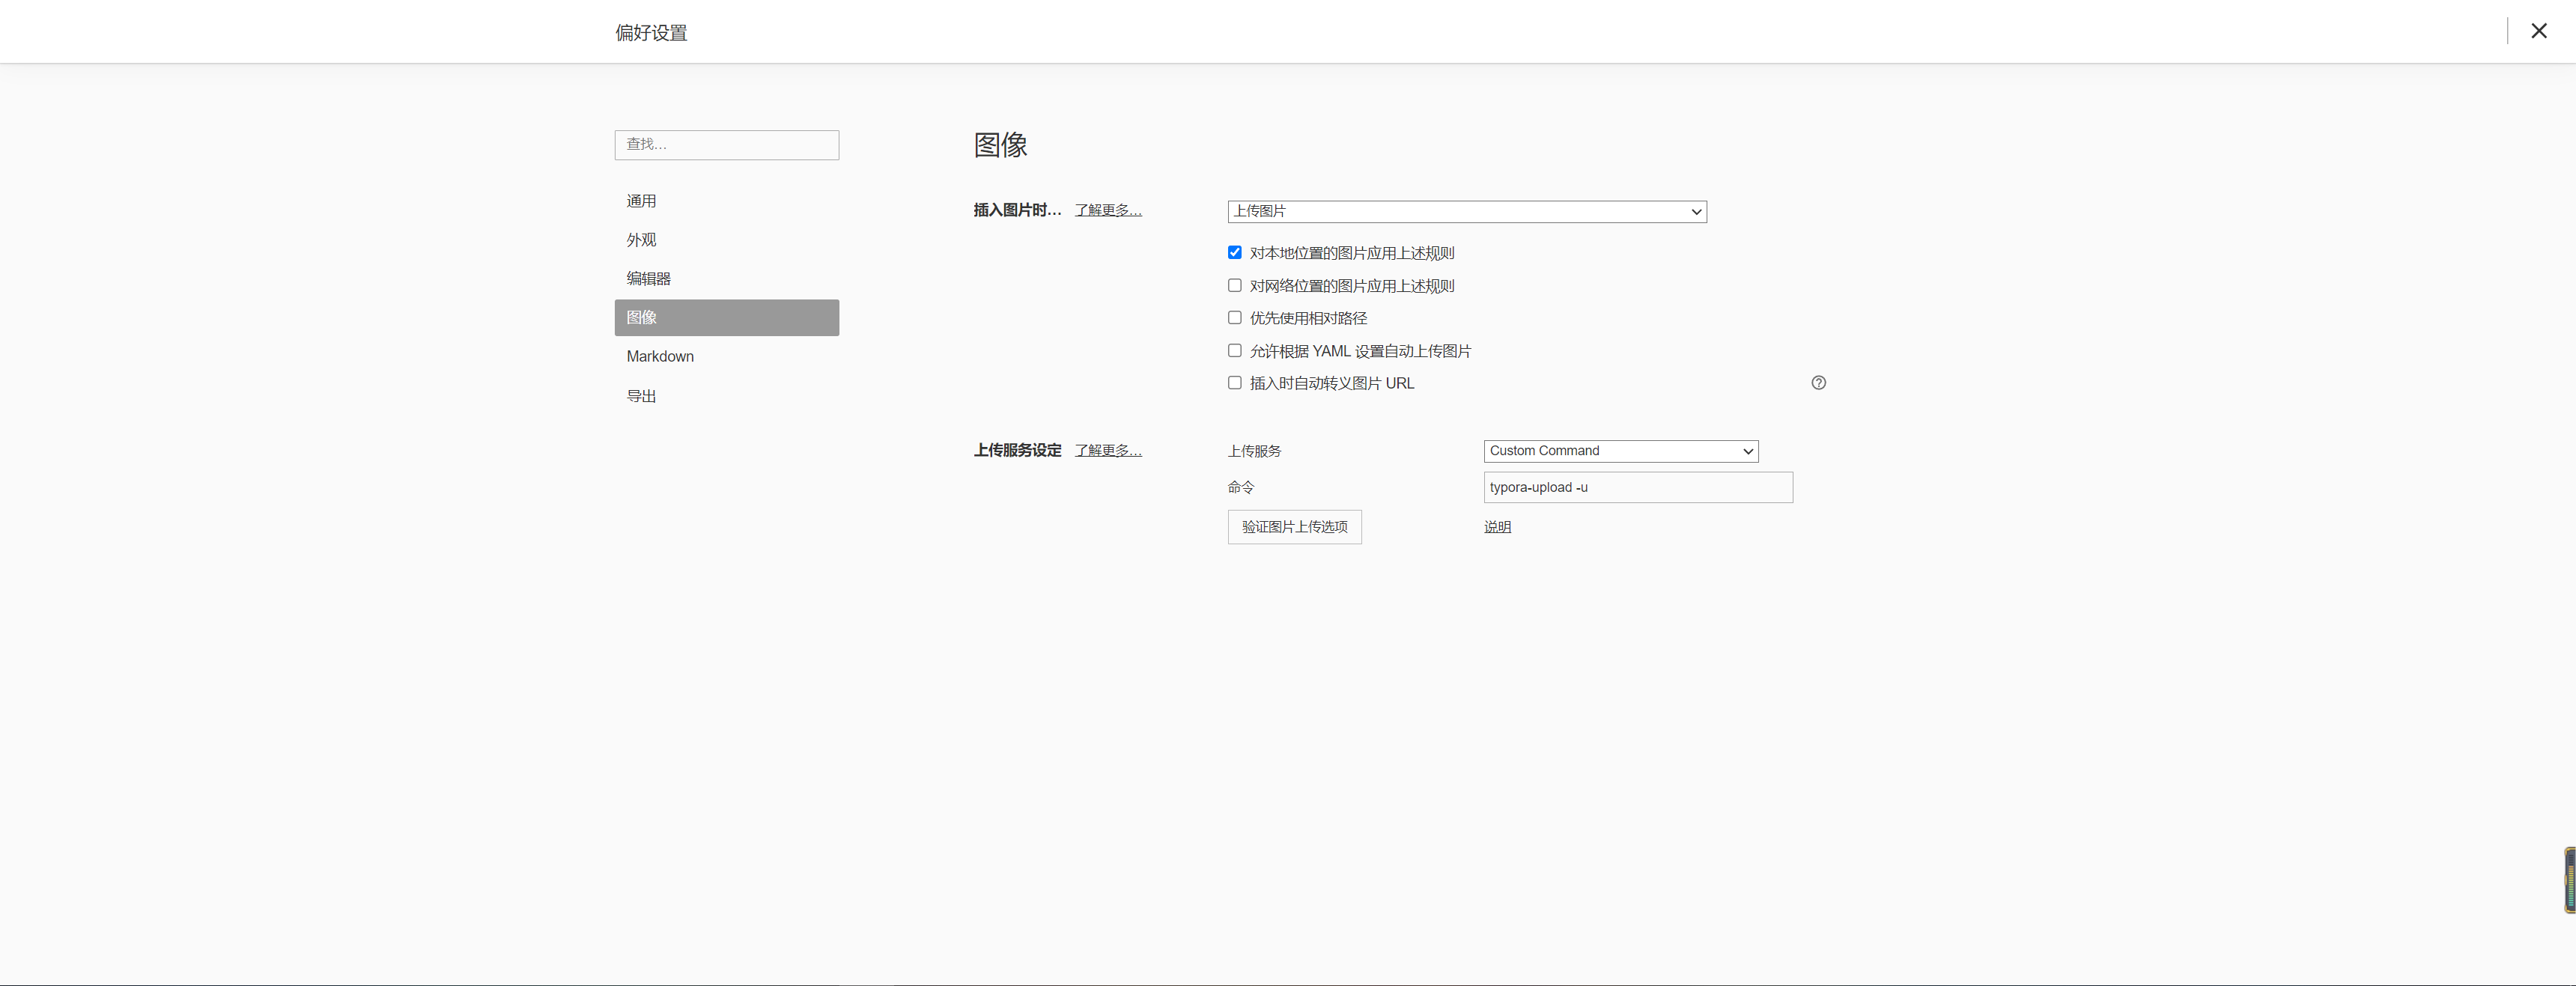 偏好设置
查找...
通用
外观
编辑器
图像
Markdown
导出
图像
插入图片时... 了解更多... 上传图片
对本地位置的图片应用上述规则
对网络位置的图片应用上述规则
优先使用相对路径
允许根据 YAML 设置自动上传图片
插入时自动转义图片 URL
上传服务设定 了解更多... 上传服务 Custom Command
命令 typora-upload -u
验证图片上传选项 说明